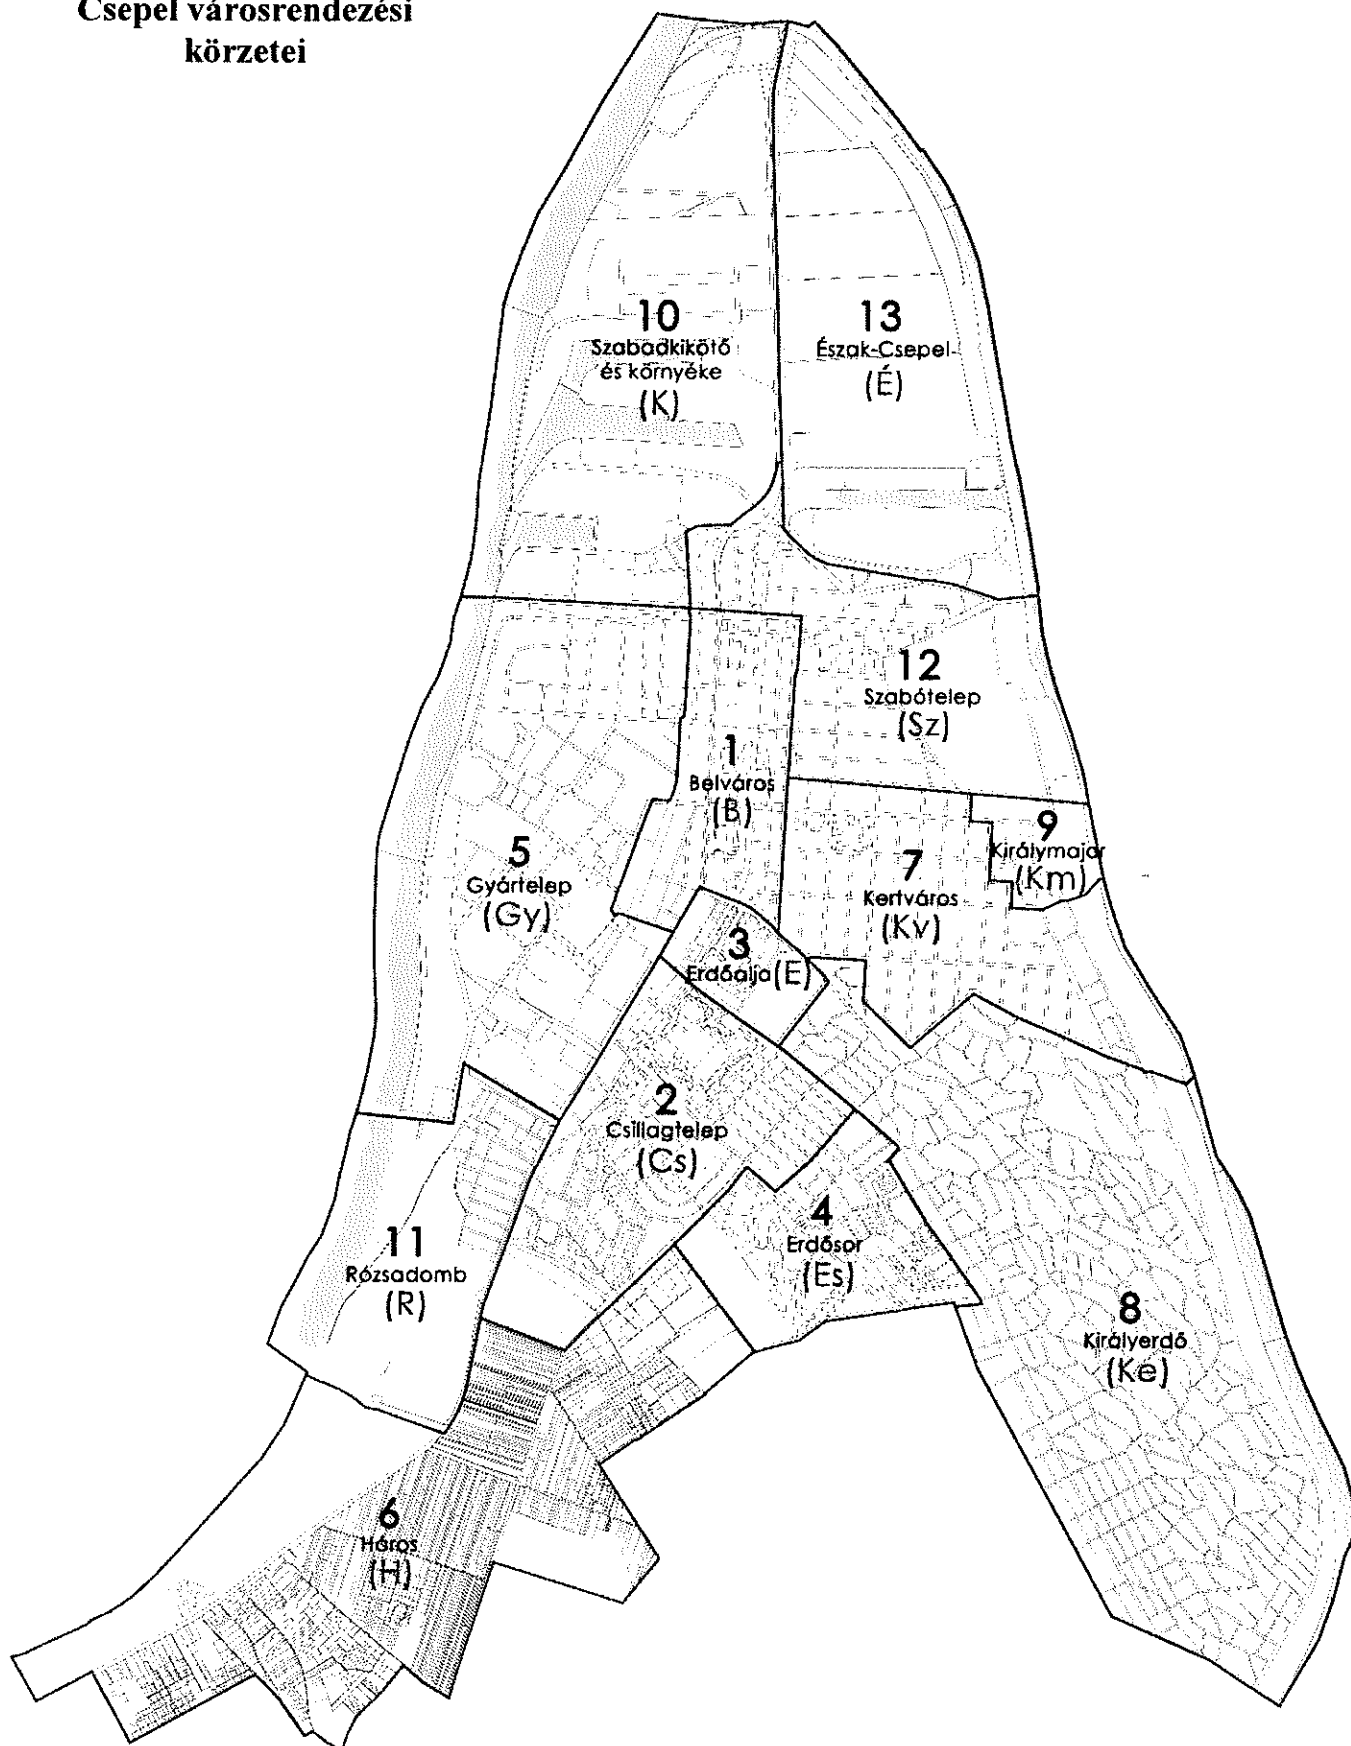 Csepel városrendezési
körzetei
10
Szabadkikötő
és környéke
(K)
13
Észak-Csepel
(É)
12
Szabótelep
(Sz)
1
Belváros
(B)
9
Királymajor
(Km)
5
Gyártelep
(Gy)
7
Kertváros
(Kv)
3
Erdőalja (E)
2
Csillagtelep
(Cs)
4
Erdősor
(Es)
11
Rózsadomb
(R)
8
Királyerdő
(Ke)
6
Háros
(H)